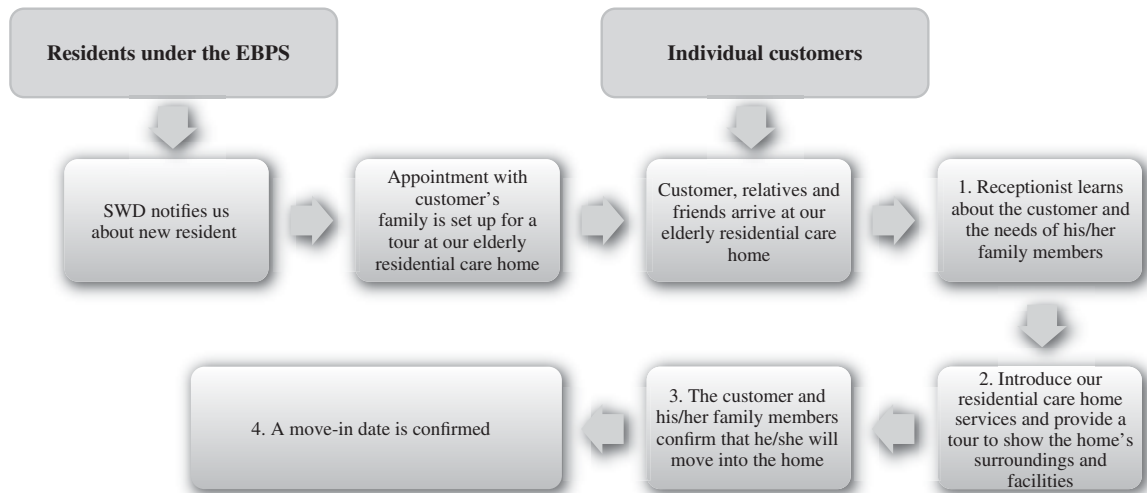 Residents under the EBPS
Individual customers
SWD notifies us
about new resident
Appointment with
customer’s
family is set up for a
tour at our elderly
residential care home
Customer, relatives and
friends arrive at our
elderly residential care
home
1. Receptionist learns
about the customer and
the needs of his/her
family members
2. Introduce our
residential care home
services and provide a
tour to show the home’s
surroundings and
facilities
3. The customer and
his/her family members
confirm that he/she will
move into the home
4. A move-in date is confirmed